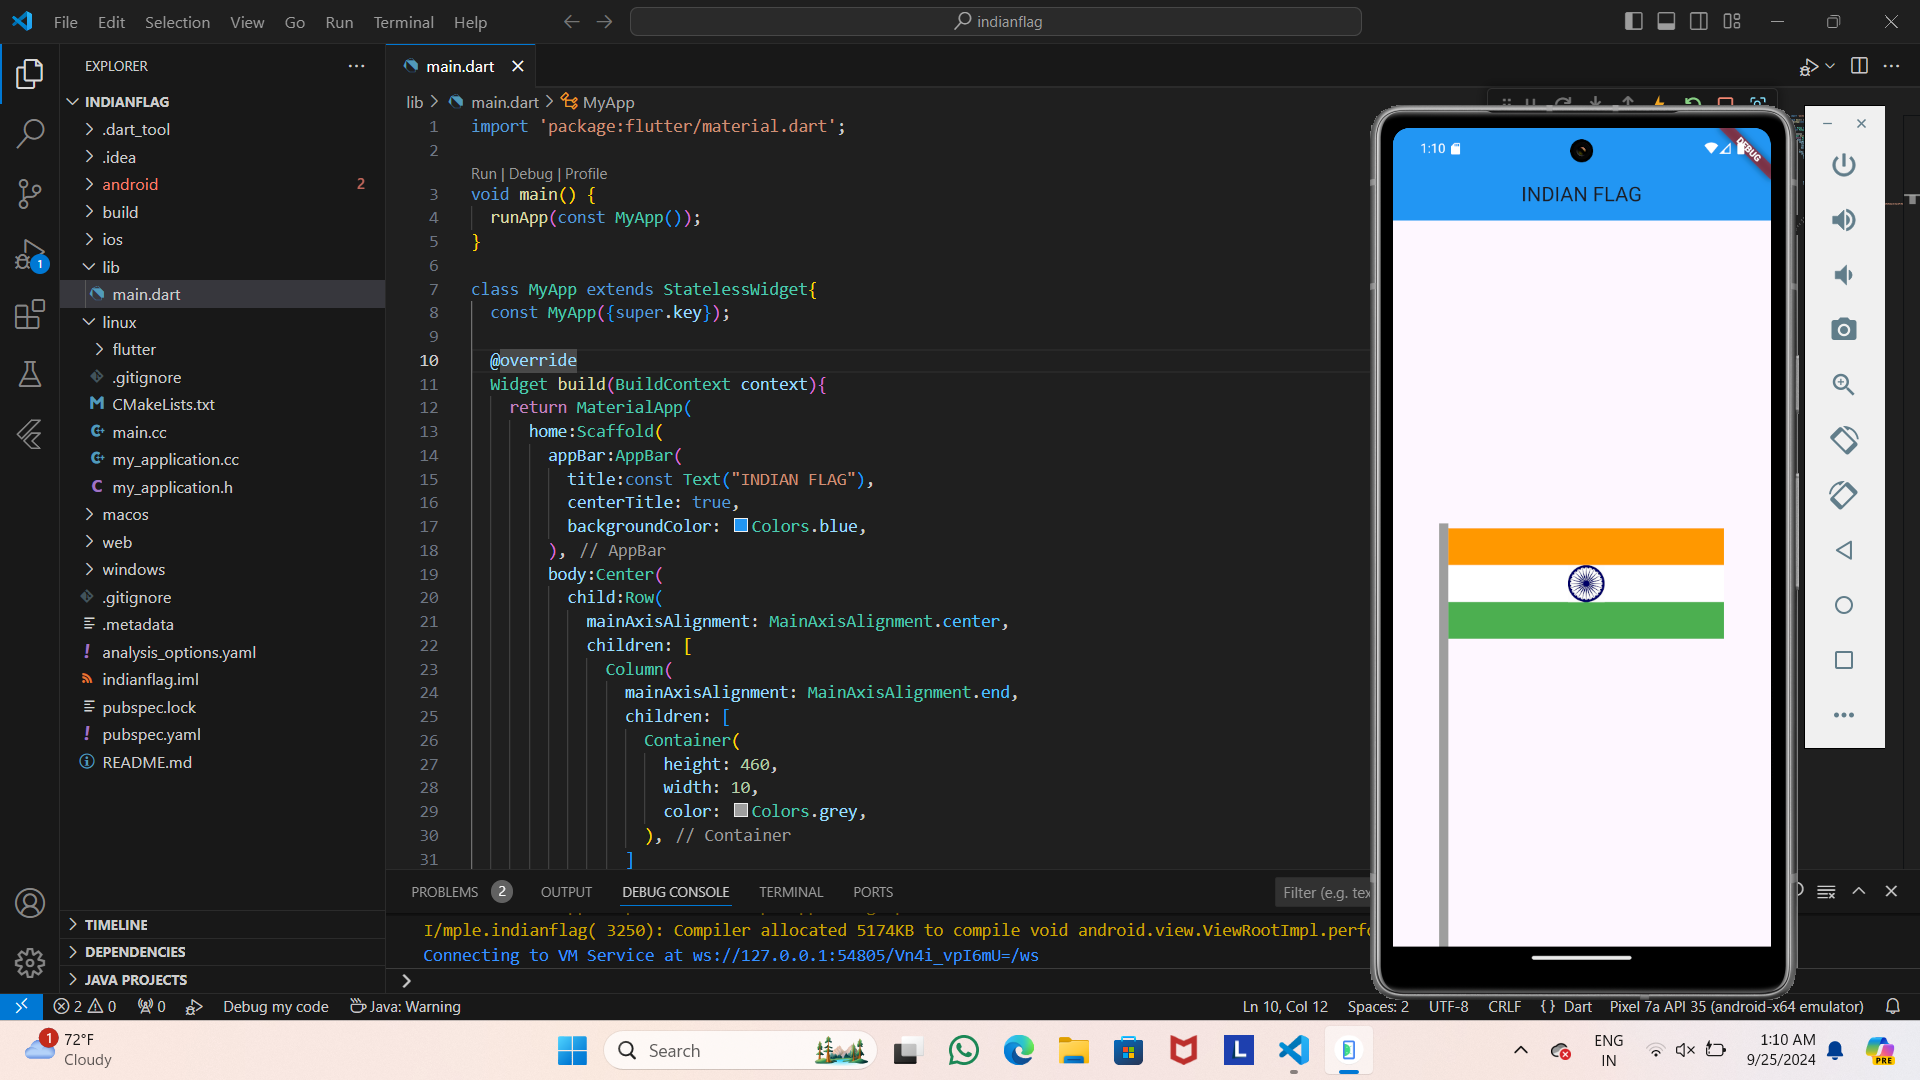 File Edit Selection View Go Run Terminal Help
indianflag
EXPLORER
INDIANFLAG
.dart_tool
.idea
android 2
build
ios
lib
main.dart
linux
flutter
.gitignore
CMakeLists.txt
main.cc
my_application.cc
my_application.h
macos
web
windows
.gitignore
.metadata
analysis_options.yaml
indianflag.iml
pubspec.lock
pubspec.yaml
README.md
TIMELINE
DEPENDENCIES
JAVA PROJECTS
1
main.dart
lib > main.dart > MyApp
1 import 'package:flutter/material.dart';
2
Run | Debug | Profile
3 void main() {
4 runApp(const MyApp());
5 }
6
7 class MyApp extends StatelessWidget{
8 const MyApp({super.key});
9
10 @override
11 Widget build(BuildContext context){
12 return MaterialApp(
13 home:Scaffold(
14 appBar:AppBar(
15 title:const Text("INDIAN FLAG"),
16 centerTitle: true,
17 backgroundColor: Colors.blue,
18 ), // AppBar
19 body:Center(
20 child:Row(
21 mainAxisAlignment: MainAxisAlignment.center,
22 children: [
23 Column(
24 mainAxisAlignment: MainAxisAlignment.end,
25 children: [
26 Container(
27 height: 460,
28 width: 10,
29 color: Colors.grey,
30 ), // Container
31 ]
1:10
DEBUG
INDIAN FLAG
PROBLEMS 2 OUTPUT DEBUG CONSOLE TERMINAL PORTS
Filter (e.g. tex
I/mple.indianflag( 3250): Compiler allocated 5174KB to compile void android.view.ViewRootImpl.perfo
Connecting to VM Service at ws://127.0.0.1:54805/Vn4i_vpI6mU=/ws
2 0 0 Debug my code Java: Warning
Ln 10, Col 12 Spaces: 2 UTF-8 CRLF {} Dart Pixel 7a API 35 (android-x64 emulator)
1
72°F
Cloudy
Search
L
ENG
IN
1:10 AM
9/25/2024
PRE